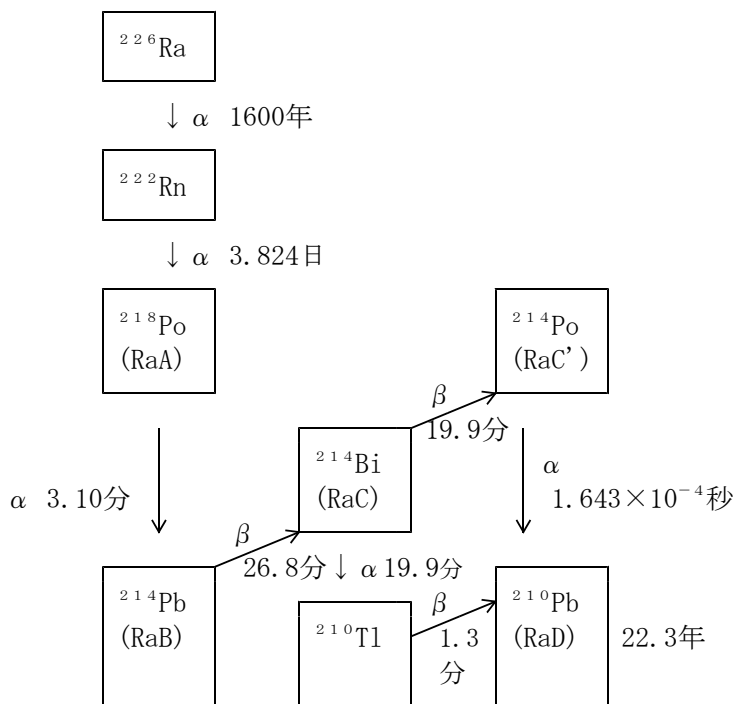 ²²⁶Ra
↓ α 1600年
²²²Rn
↓ α 3.824日
²¹⁸Po
(RaA)
²¹⁴Po
(RaC’)
β
19.9分
²¹⁴Bi
(RaC)
α
1.643×10⁻⁴秒
α 3.10分
β
26.8分↓α19.9分
²¹⁴Pb
(RaB)
²¹⁰Tl
β
1.3
分
²¹⁰Pb
(RaD)
22.3年